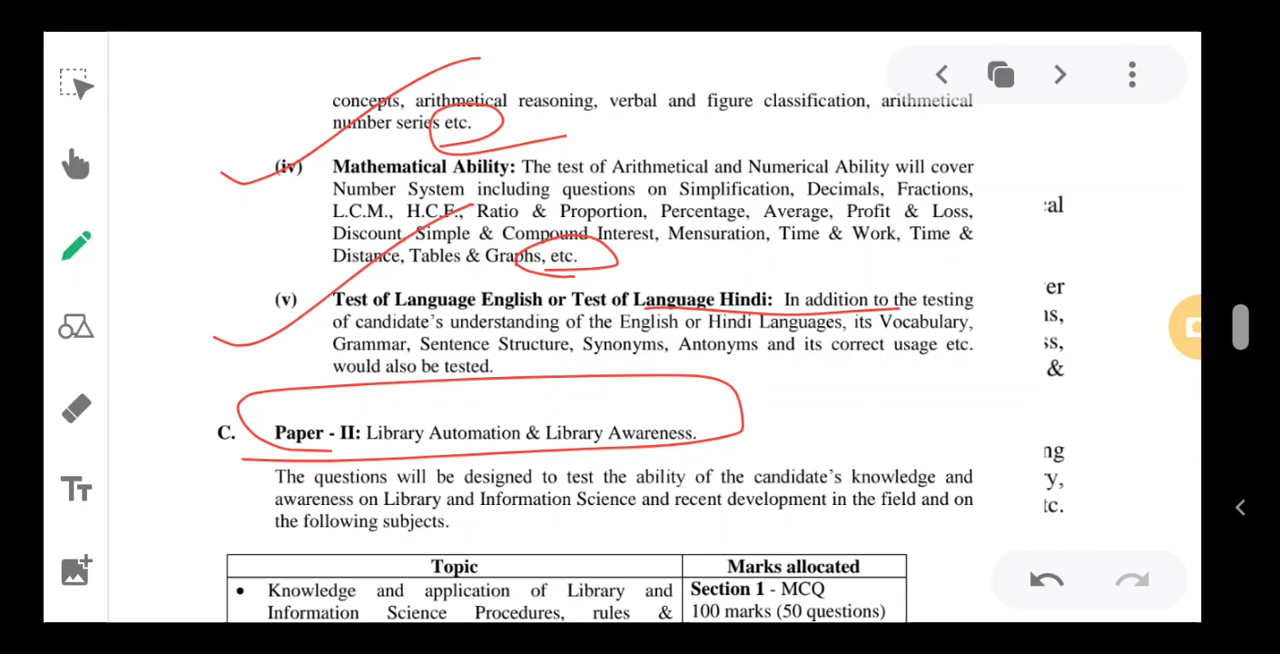 concepts, arithmetical reasoning, verbal and figure classification, arithmetical
number series etc.
(iv) Mathematical Ability: The test of Arithmetical and Numerical Ability will cover
Number System including questions on Simplification, Decimals, Fractions,
L.C.M., H.C.F., Ratio & Proportion, Percentage, Average, Profit & Loss,
Discount, Simple & Compound Interest, Mensuration, Time & Work, Time &
Distance, Tables & Graphs, etc.
(v) Test of Language English or Test of Language Hindi: In addition to the testing
of candidate's understanding of the English or Hindi Languages, its Vocabulary,
Grammar, Sentence Structure, Synonyms, Antonyms and its correct usage etc.
would also be tested.
C. Paper - II: Library Automation & Library Awareness.
The questions will be designed to test the ability of the candidate's knowledge and
awareness on Library and Information Science and recent development in the field and on
the following subjects.
Topic Marks allocated
• Knowledge and application of Library and
Information Science Procedures, rules &
Section 1 - MCQ
100 marks (50 questions)
TT